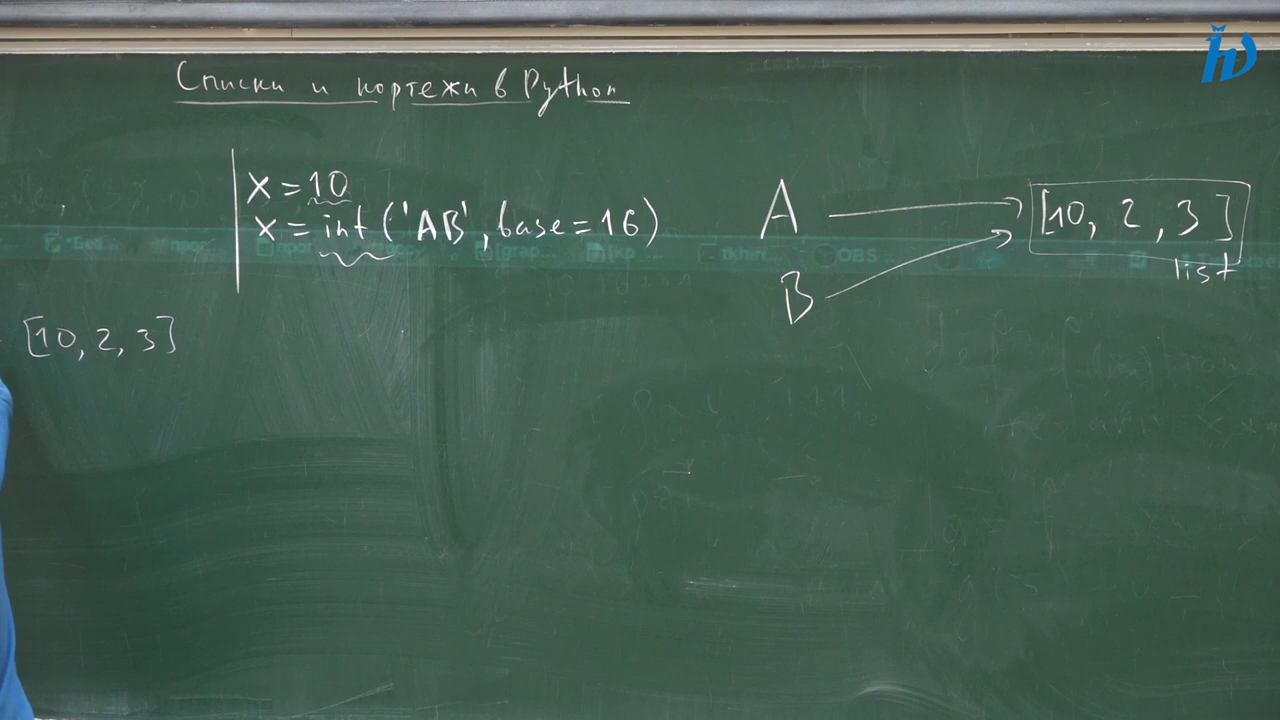 Списки и кортежи в Python
x = 10
x = int('AB', base=16)
[10, 2, 3]
A
B
[10, 2, 3]
list